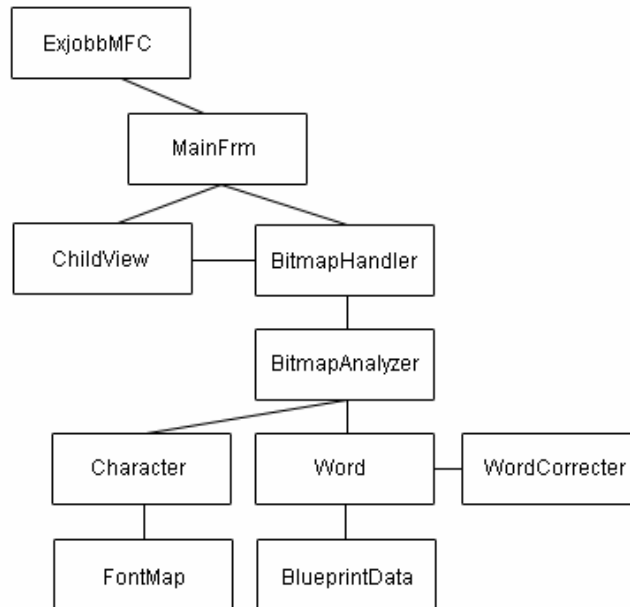 ExjobbMFC
MainFrm
ChildView
BitmapHandler
BitmapAnalyzer
Character
Word
WordCorrecter
FontMap
BlueprintData